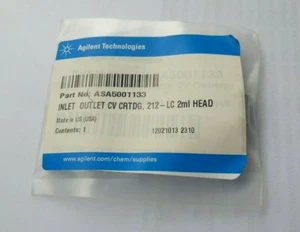 Agilent Technologies
Part No: ASA5001133
INLET OUTLET CV CRTDG, 212-LC 2ml HEAD
Made in US (USA)
Contents: 1 12021013 2310
www.agilent.com/chem/supplies